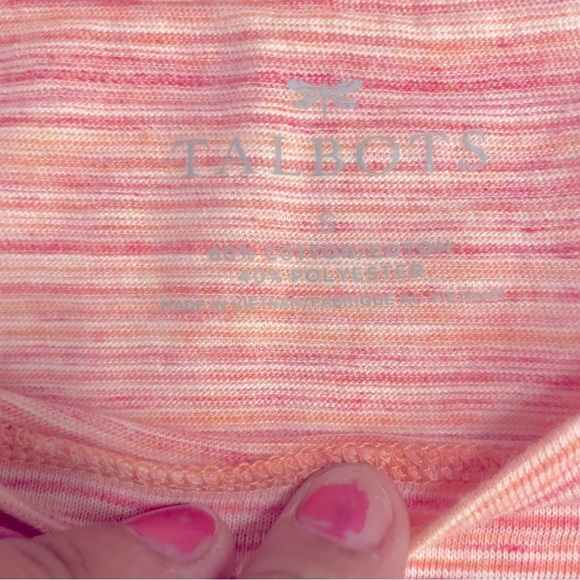 TALBOTS
S
60% COTTON/COTON
40% POLYESTER
MADE IN VIETNAM/FABRIQUÉ AU VIETNAM